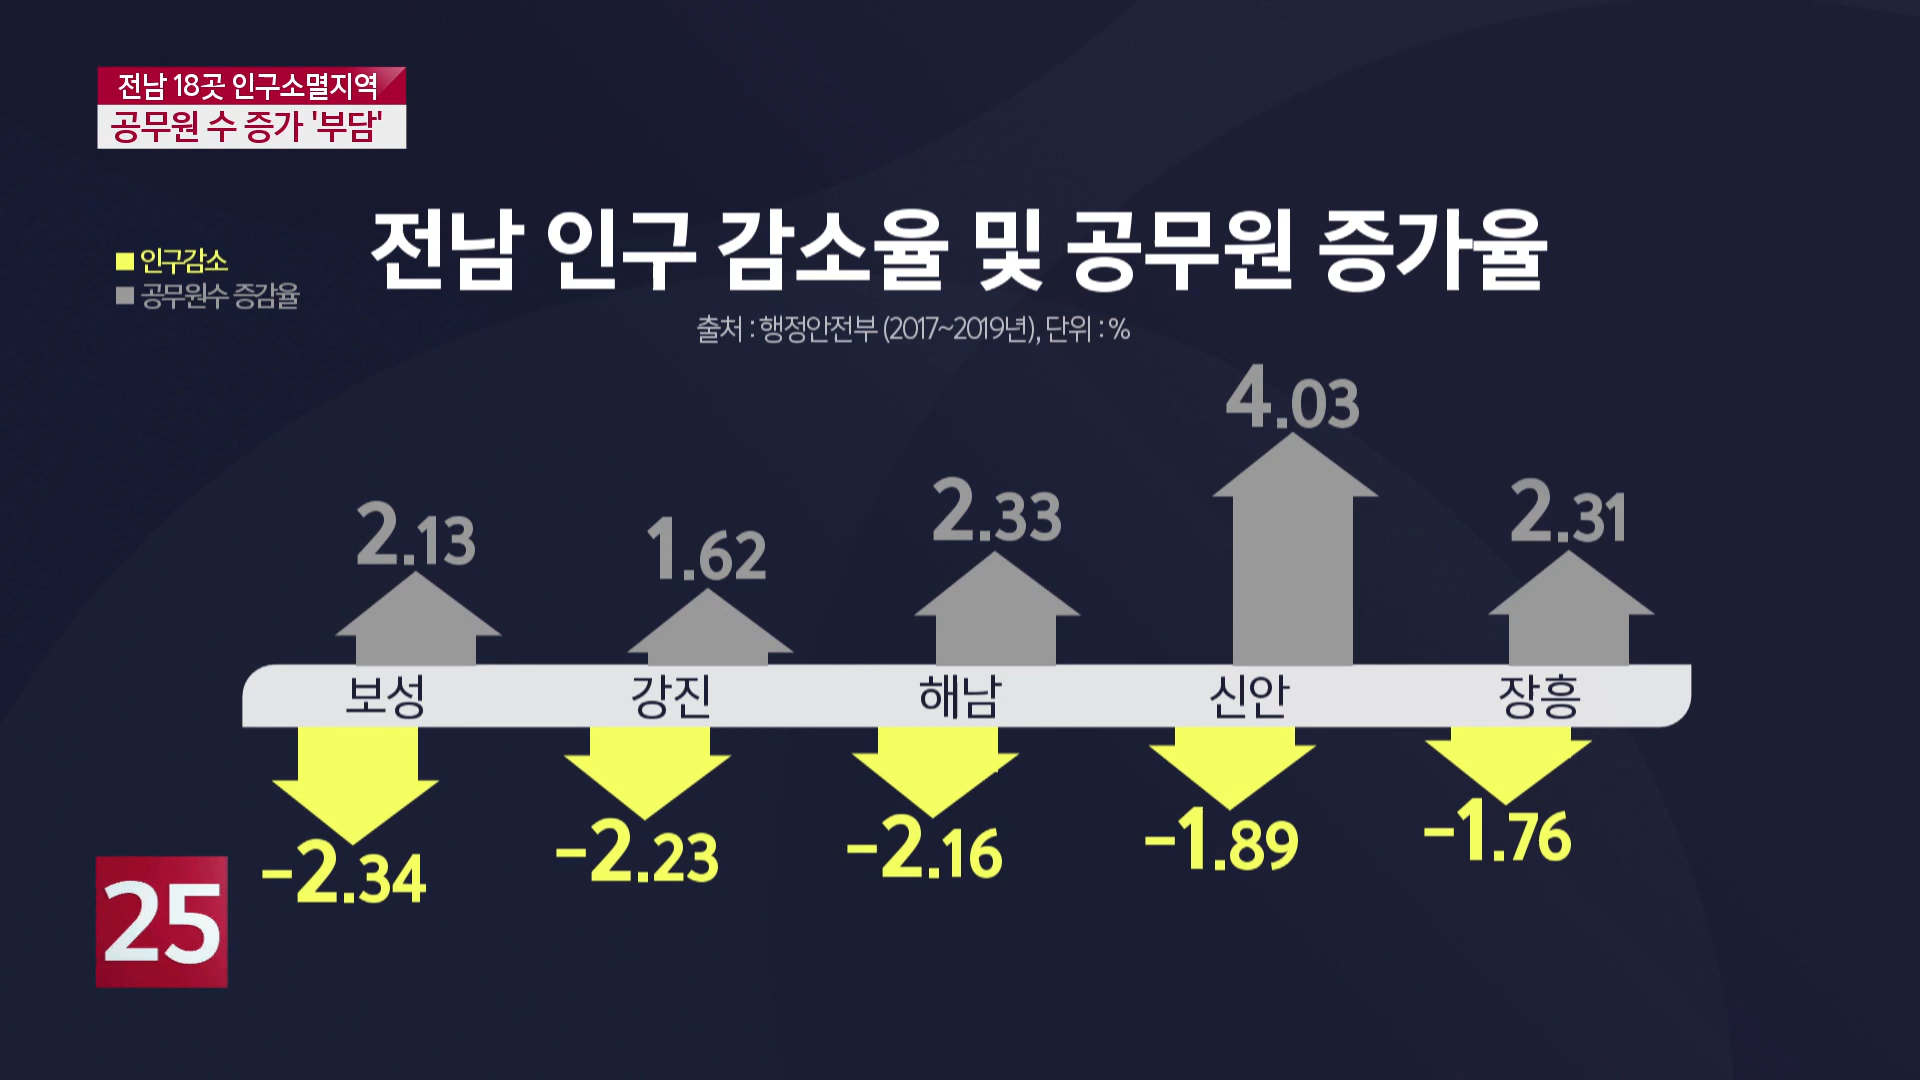 전남 18곳 인구소멸지역
공무원 수 증가 '부담'
전남 인구 감소율 및 공무원 증가율
인구감소
공무원수 증감율
출처 : 행정안전부 (2017~2019년), 단위 : %
2.13 1.62 2.33 4.03 2.31
보성 강진 해남 신안 장흥
-2.34 -2.23 -2.16 -1.89 -1.76
25